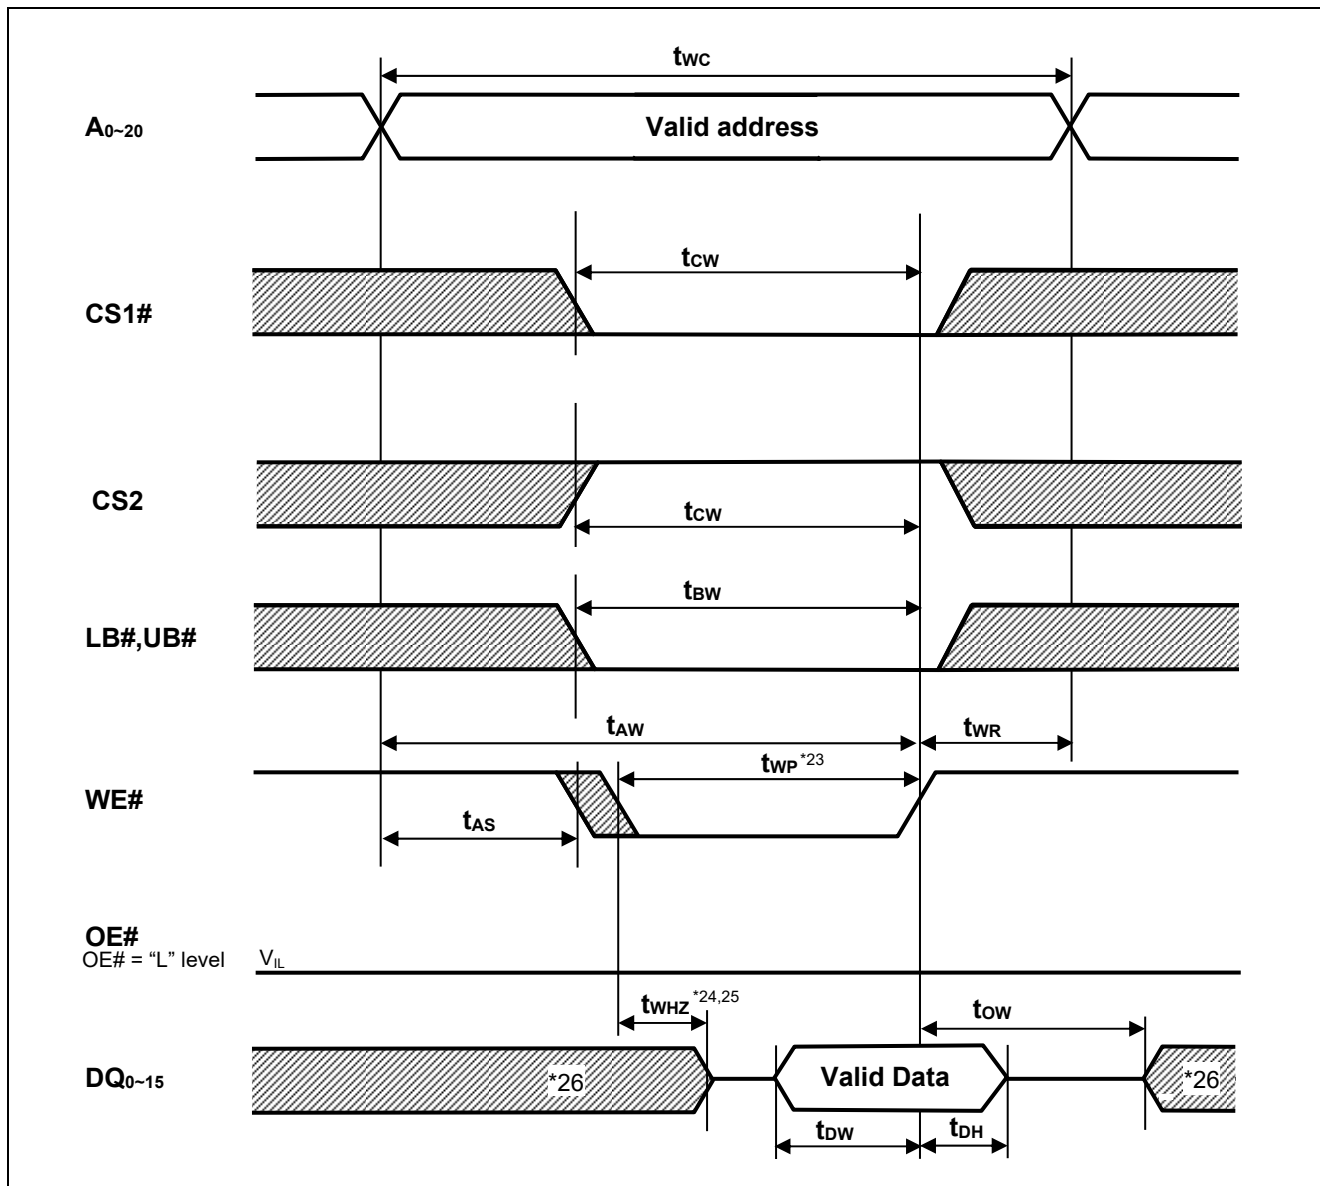 tWC
A0~20
Valid address
tCW
CS1#
CS2
tCW
tBW
LB#,UB#
tAW
tWR
tWP *23
WE#
tAS
OE#
OE# = “L” level VIL
tWHZ *24,25
tOW
DQ0~15
*26
Valid Data
*26
tDW
tDH